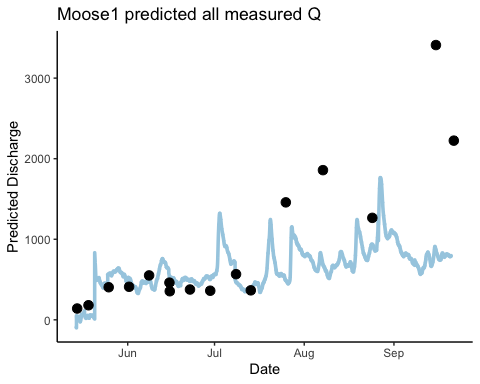 Moose1 predicted all measured Q
Predicted Discharge
3000
2000
1000
0
Jun Jul Aug Sep
Date